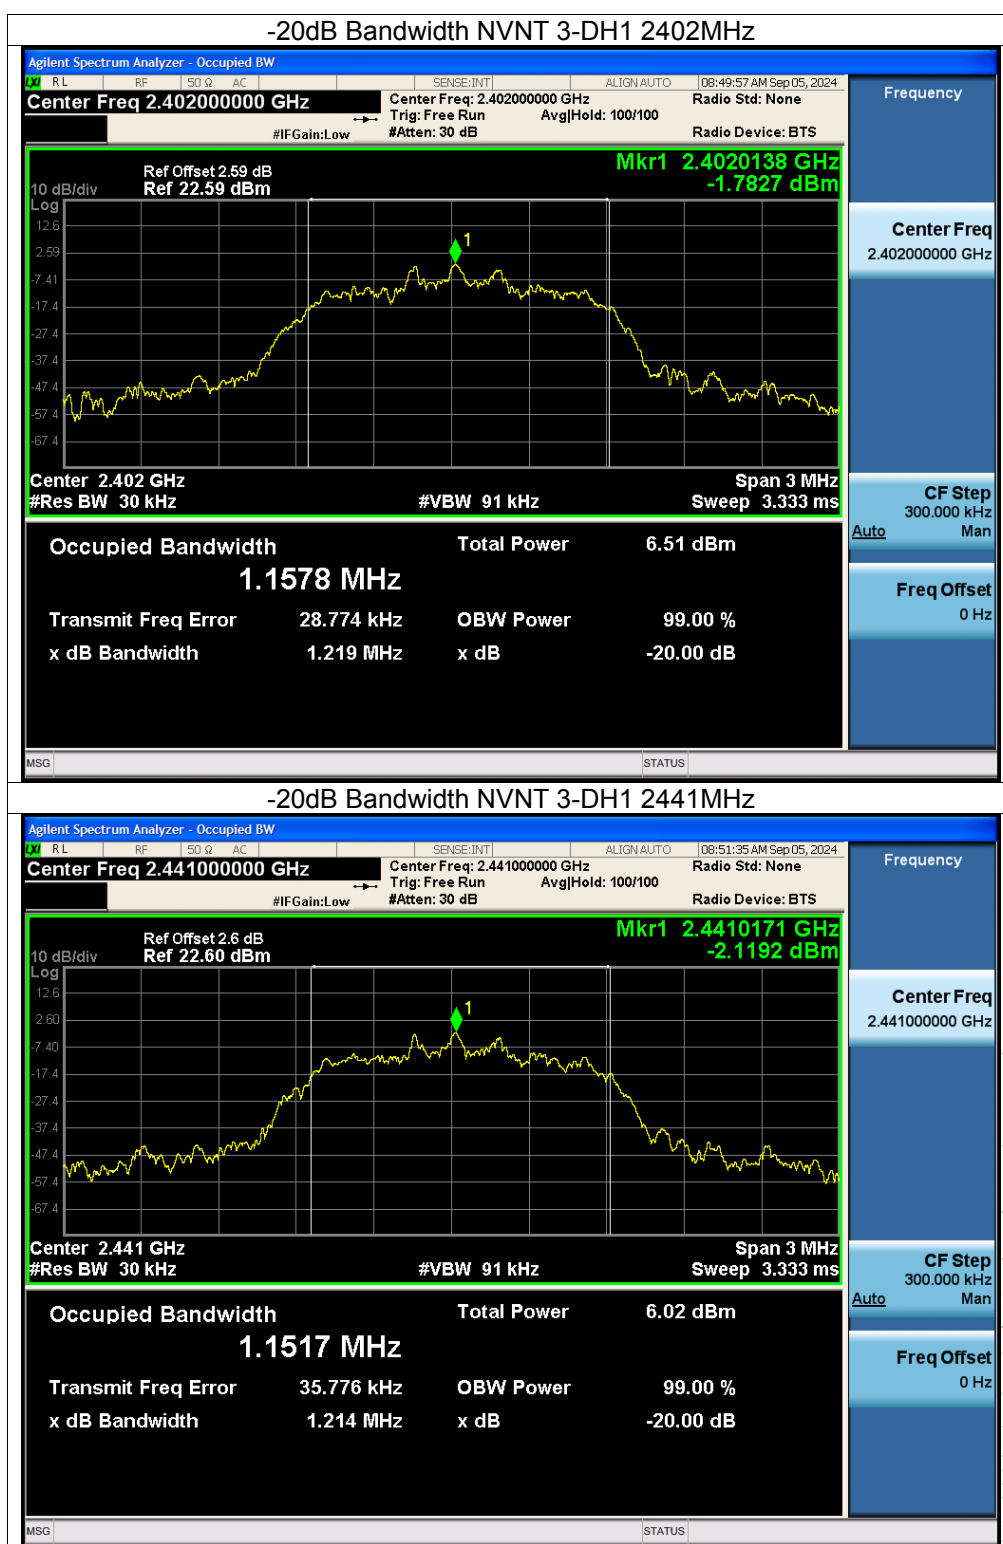 -20dB Bandwidth NVNT 3-DH1 2402MHz
Agilent Spectrum Analyzer - Occupied BW
LXI RL RF 50 Ω AC SENSE:INT ALIGN AUTO 08:49:57 AM Sep 05, 2024
Center Freq 2.402000000 GHz Center Freq: 2.402000000 GHz Radio Std: None Frequency
Trig: Free Run Avg|Hold: 100/100
#IFGain:Low #Atten: 30 dB Radio Device: BTS
Mkr1 2.4020138 GHz
Ref Offset 2.59 dB
10 dB/div Ref 22.59 dBm -1.7827 dBm
Log
12.6
2.59
-7.41
-17.4
-27.4
-37.4
-47.4
-57.4
-67.4
1
Center Freq
2.402000000 GHz
Center 2.402 GHz Span 3 MHz
#Res BW 30 kHz #VBW 91 kHz Sweep 3.333 ms
CF Step
300.000 kHz
Auto Man
Occupied Bandwidth Total Power 6.51 dBm
1.1578 MHz
Freq Offset
0 Hz
Transmit Freq Error 28.774 kHz OBW Power 99.00 %
x dB Bandwidth 1.219 MHz x dB -20.00 dB
MSG STATUS
-20dB Bandwidth NVNT 3-DH1 2441MHz
Agilent Spectrum Analyzer - Occupied BW
LXI RL RF 50 Ω AC SENSE:INT ALIGN AUTO 08:51:35 AM Sep 05, 2024
Center Freq 2.441000000 GHz Center Freq: 2.441000000 GHz Radio Std: None Frequency
Trig: Free Run Avg|Hold: 100/100
#IFGain:Low #Atten: 30 dB Radio Device: BTS
Mkr1 2.4410171 GHz
Ref Offset 2.6 dB
10 dB/div Ref 22.60 dBm -2.1192 dBm
Log
12.6
2.60
-7.40
-17.4
-27.4
-37.4
-47.4
-57.4
-67.4
1
Center Freq
2.441000000 GHz
Center 2.441 GHz Span 3 MHz
#Res BW 30 kHz #VBW 91 kHz Sweep 3.333 ms
CF Step
300.000 kHz
Auto Man
Occupied Bandwidth Total Power 6.02 dBm
1.1517 MHz
Freq Offset
0 Hz
Transmit Freq Error 35.776 kHz OBW Power 99.00 %
x dB Bandwidth 1.214 MHz x dB -20.00 dB
MSG STATUS